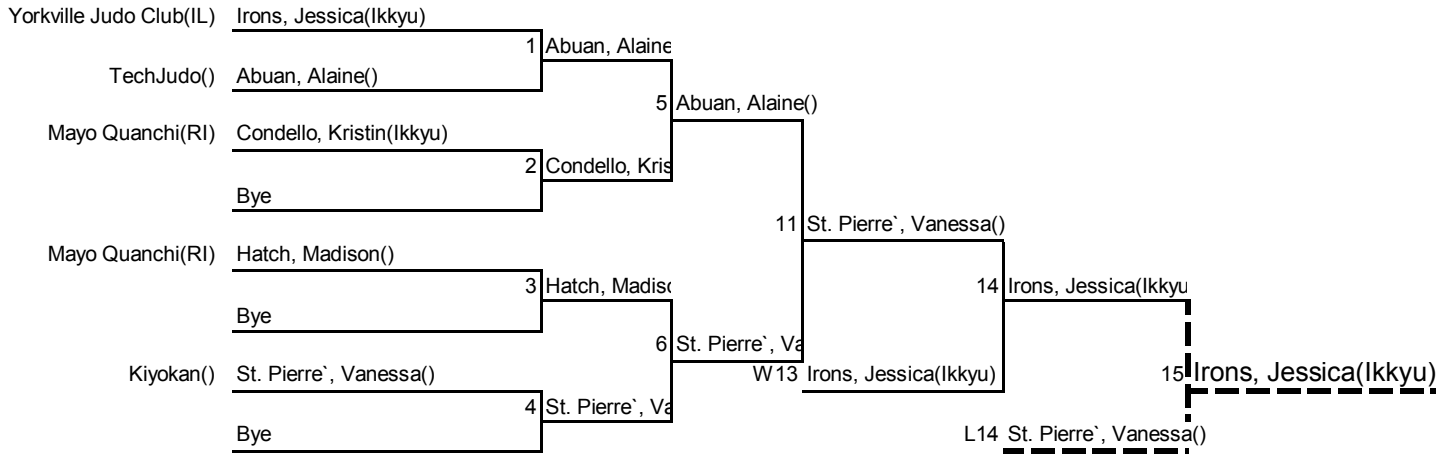 Yorkville Judo Club(IL) Irons, Jessica(Ikkyu)
1 Abuan, Alaine
TechJudo() Abuan, Alaine()
5 Abuan, Alaine()
Mayo Quanchi(RI) Condello, Kristin(Ikkyu)
2 Condello, Kris
Bye
11 St. Pierre`, Vanessa()
Mayo Quanchi(RI) Hatch, Madison()
3 Hatch, Madisc
14 Irons, Jessica(Ikkyu
Bye
6 St. Pierre`, Va
Kiyokan() St. Pierre`, Vanessa()
W13 Irons, Jessica(Ikkyu)
15 Irons, Jessica(Ikkyu)
4 St. Pierre`, Va
Bye
L14 St. Pierre`, Vanessa()